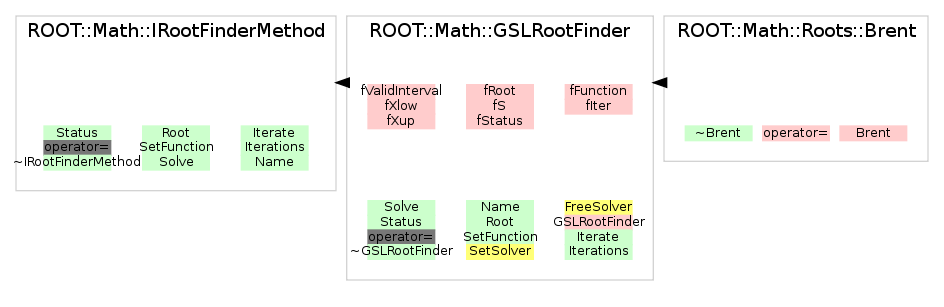 ROOT::Math::IRootFinderMethod
Status Root Iterate
operator= SetFunction Iterations
~IRootFinderMethod Solve Name
ROOT::Math::GSLRootFinder
fValidInterval fRoot fFunction
fXlow fS fIter
fXup fStatus
Solve Name FreeSolver
Status Root GSLRootFinder
operator= SetFunction Iterate
~GSLRootFinder SetSolver Iterations
ROOT::Math::Roots::Brent
~Brent operator= Brent